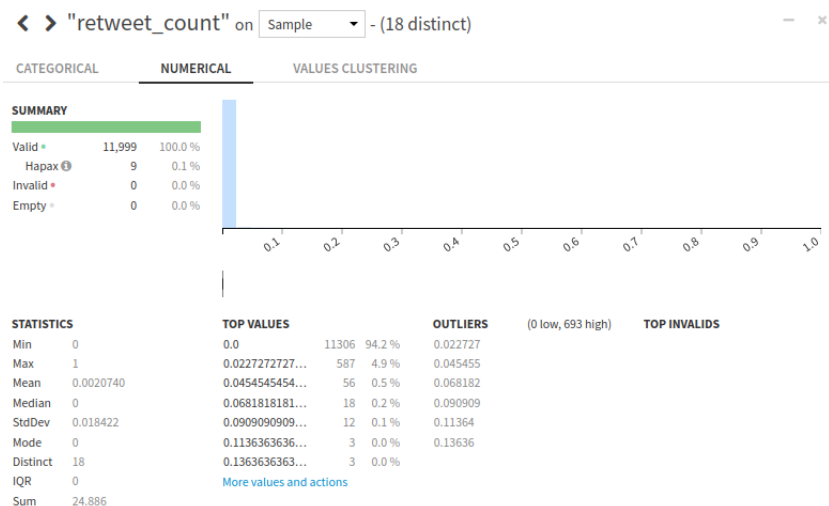 "retweet_count" on Sample - (18 distinct)
CATEGORICAL NUMERICAL VALUES CLUSTERING
SUMMARY
Valid 11,999 100.0 %
Hapax 9 0.1 %
Invalid 0 0.0 %
Empty 0 0.0 %
0.1 0.2 0.3 0.4 0.5 0.6 0.7 0.8 0.9 1.0
STATISTICS
Min 0
Max 1
Mean 0.0020740
Median 0
StdDev 0.018422
Mode 0
Distinct 18
IQR 0
Sum 24.886
TOP VALUES
0.0 11306 94.2 %
0.0227272727... 587 4.9 %
0.0454545454... 56 0.5 %
0.0681818181... 18 0.2 %
0.0909090909... 12 0.1 %
0.1136363636... 3 0.0 %
0.1363636363... 3 0.0 %
More values and actions
OUTLIERS (0 low, 693 high)
0.022727
0.045455
0.068182
0.090909
0.11364
0.13636
TOP INVALIDS